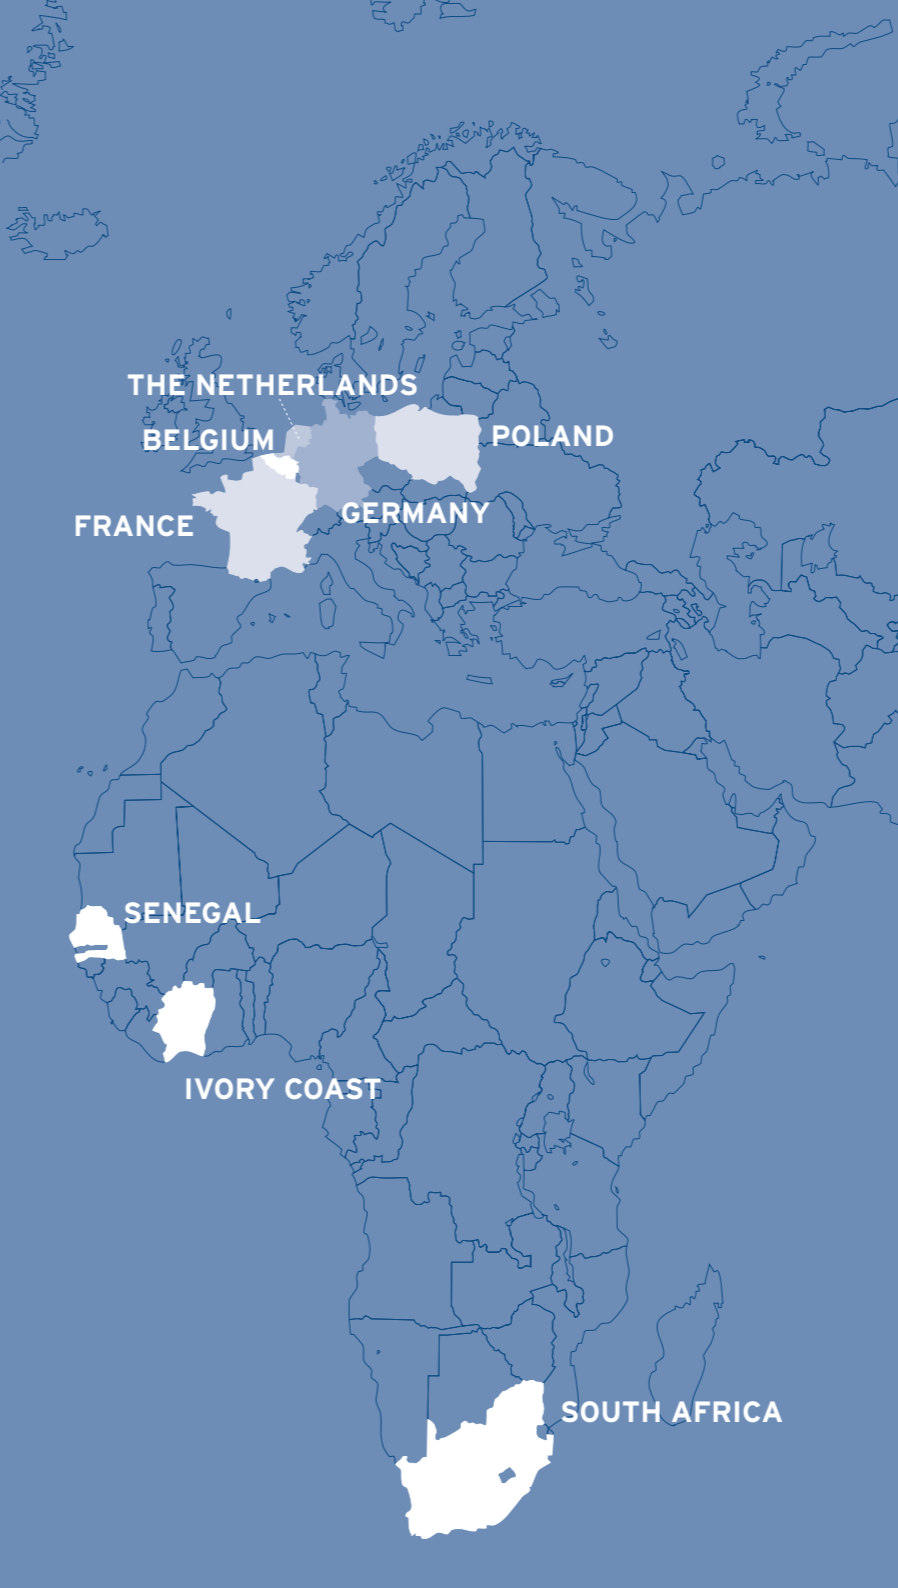 THE NETHERLANDS
BELGIUM
POLAND
GERMANY
FRANCE
SENEGAL
IVORY COAST
SOUTH AFRICA